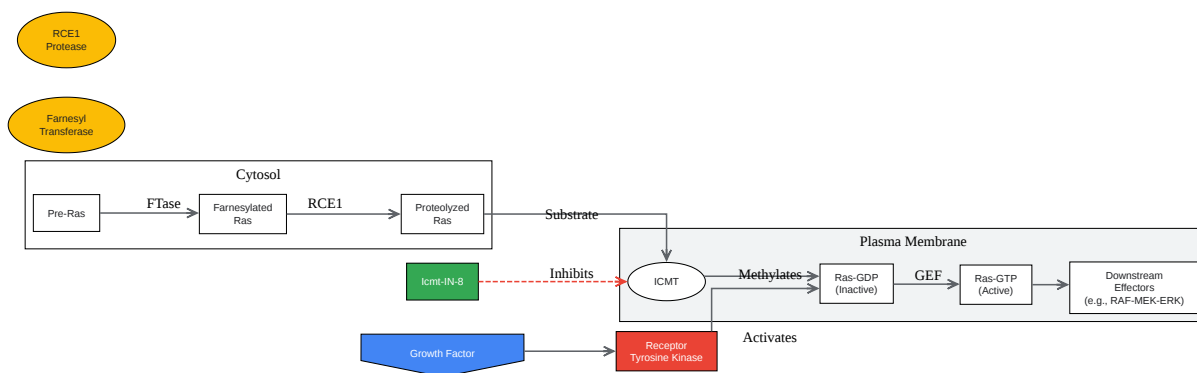 RCE1
Protease
Farnesyl
Transferase
Cytosol
Pre-Ras
FTase
Farnesylated
Ras
RCE1
Proteolyzed
Ras
Substrate
Plasma Membrane
Icmt-IN-8
Inhibits
ICMT
Methylates
Ras-GDP
(Inactive)
GEF
Ras-GTP
(Active)
Downstream
Effectors
(e.g., RAF-MEK-ERK)
Growth Factor
Receptor
Tyrosine Kinase
Activates